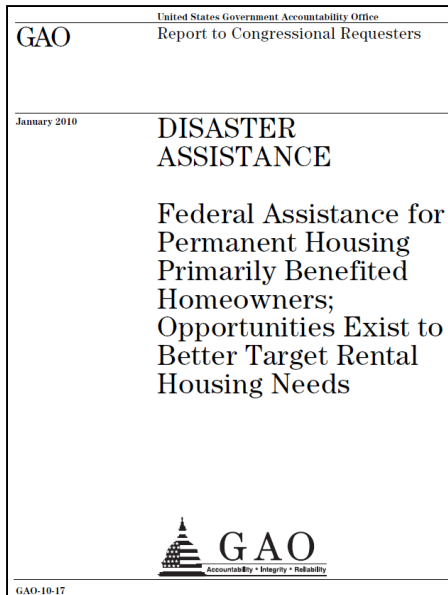 United States Government Accountability Office
GAO
Report to Congressional Requesters
January 2010
DISASTER
ASSISTANCE
Federal Assistance for
Permanent Housing
Primarily Benefited
Homeowners;
Opportunities Exist to
Better Target Rental
Housing Needs
GAO
Accountability * Integrity * Reliability
GAO-10-17